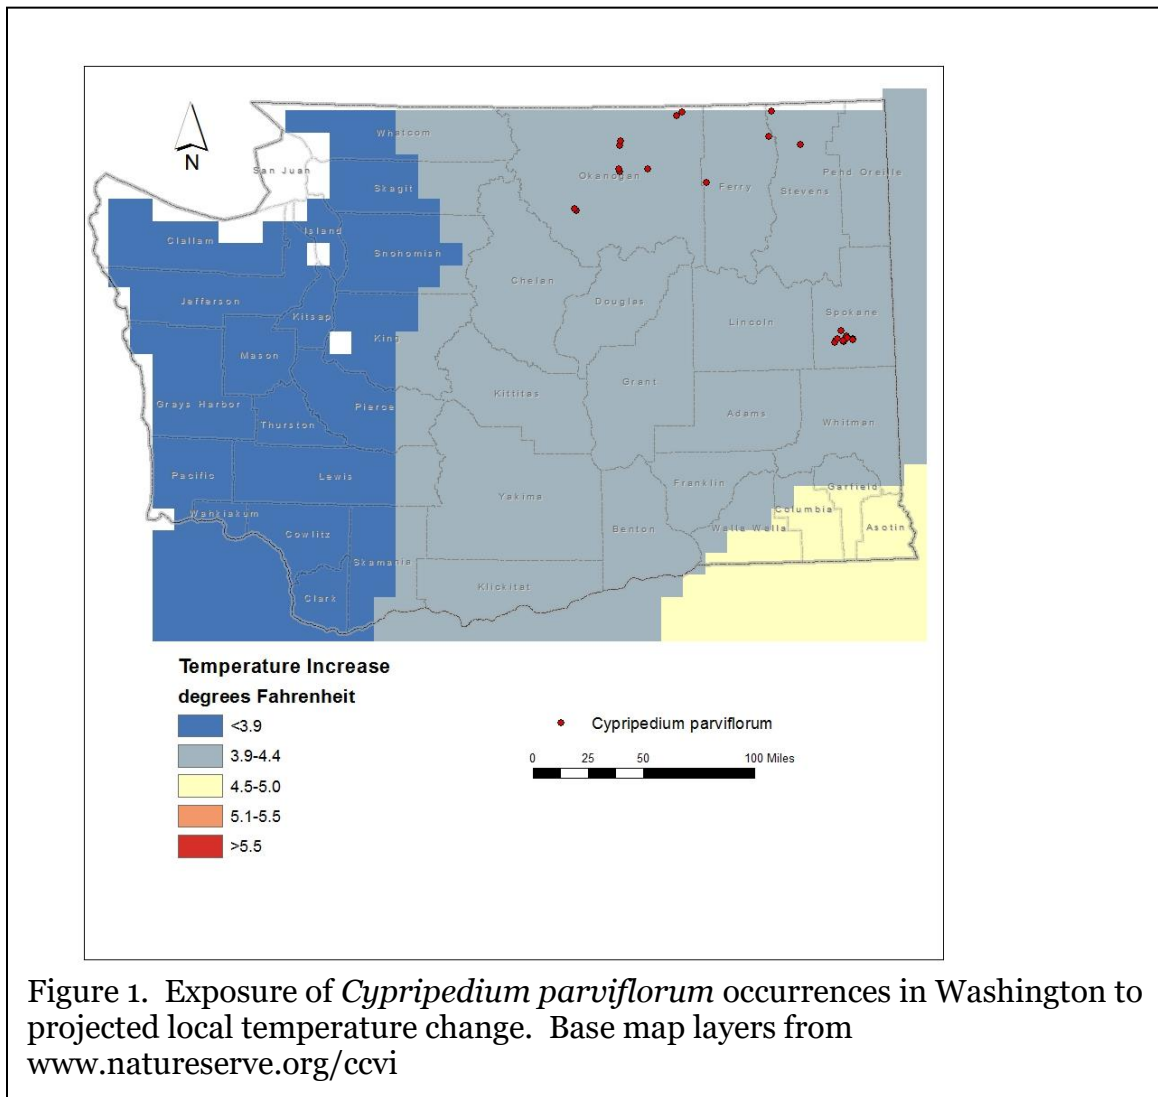 N
Whatcom
San Juan
Skagit
Okanogan
Ferry
Stevens
Pend Oreille
Clallam
Island
Snohomish
Chelan
Jefferson
Douglas
Kitsap
Lincoln
Spokane
King
Mason
Grant
Kittitas
Grays Harbor
Pierce
Adams
Thurston
Whitman
Pacific
Lewis
Franklin
Garfield
Yakima
Wahkiakum
Columbia
Cowlitz
Benton
Walla Walla
Asotin
Skamania
Klickitat
Clark
Temperature Increase
degrees Fahrenheit
<3.9
3.9-4.4
4.5-5.0
5.1-5.5
>5.5
Cypripedium parviflorum
0 25 50 100 Miles
Figure 1. Exposure of Cypripedium parviflorum occurrences in Washington to
projected local temperature change. Base map layers from
www.natureserve.org/ccvi